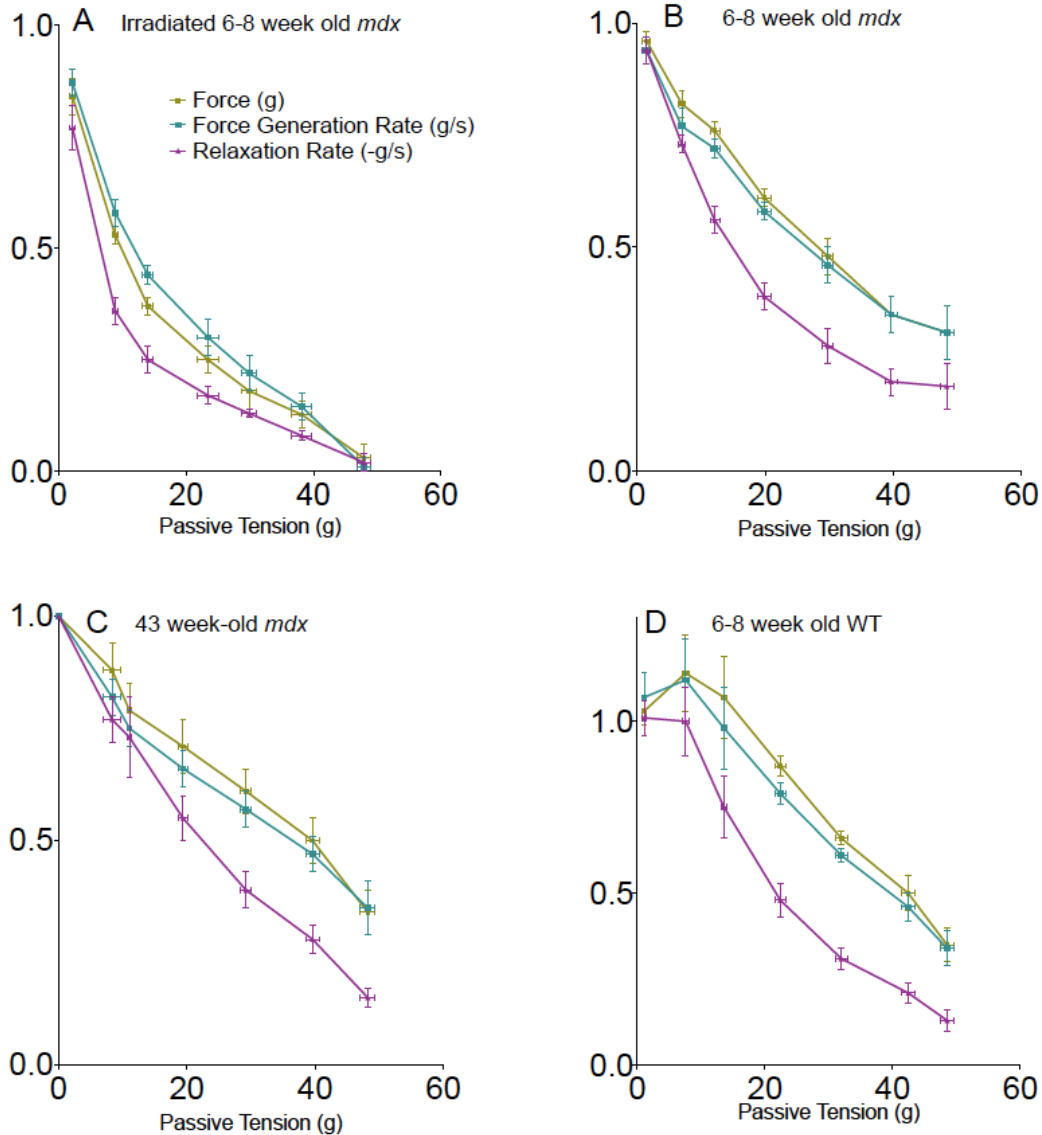 A Irradiated 6-8 week old mdx
1.0
0.5
0.0
Force (g)
Force Generation Rate (g/s)
Relaxation Rate (-g/s)
0 20 40 60
Passive Tension (g)
B 6-8 week old mdx
1.0
0.5
0.0
0 20 40 60
Passive Tension (g)
C 43 week-old mdx
1.0
0.5
0.0
0 20 40 60
Passive Tension (g)
D 6-8 week old WT
1.0
0.5
0.0
0 20 40 60
Passive Tension (g)